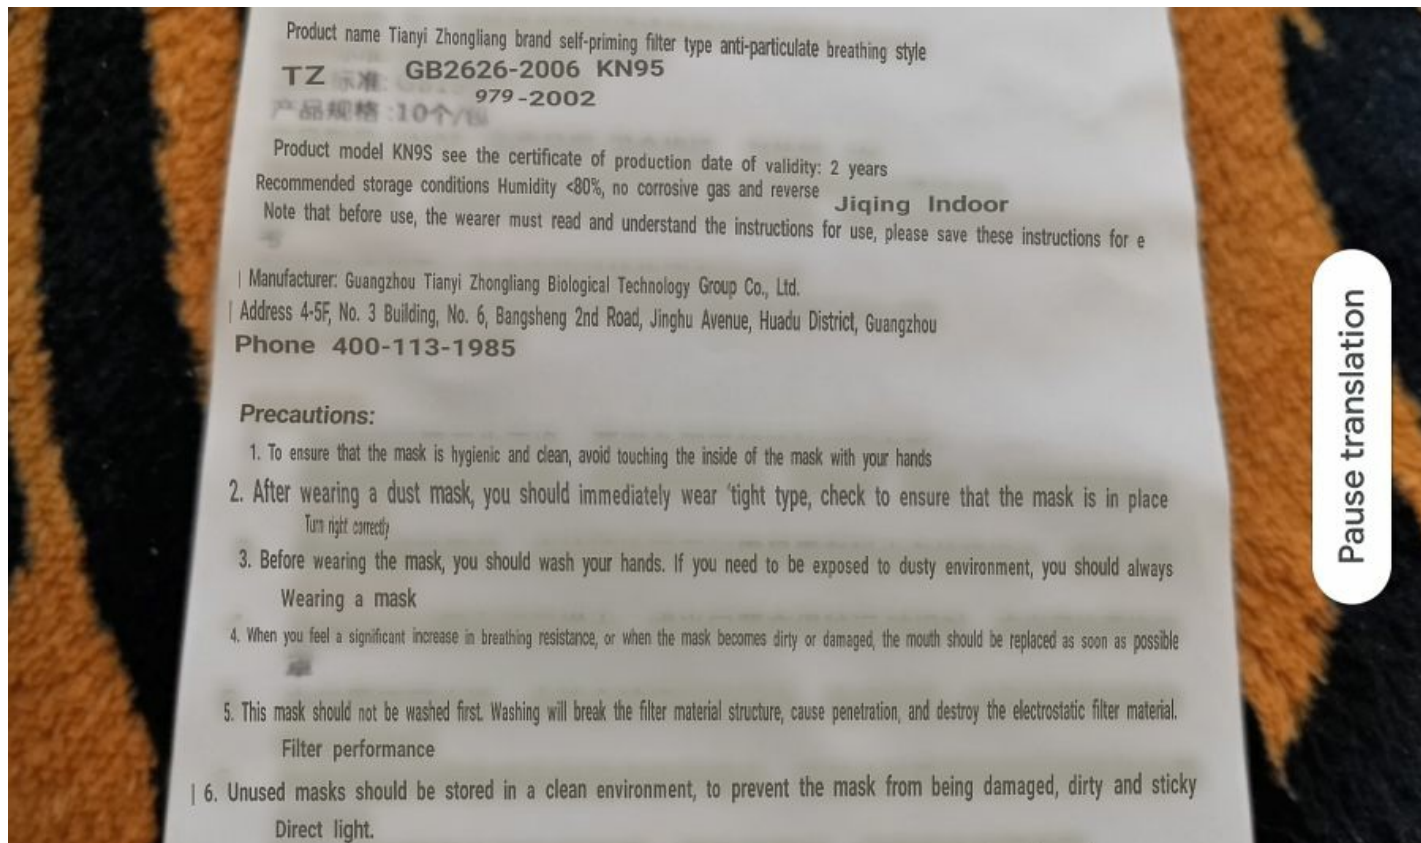 Product name Tianyi Zhongliang brand self-priming filter type anti-particulate breathing style
TZ 标准: GB2626-2006 KN95
979-2002
产品规格:10个/包
Product model KN9S see the certificate of production date of validity: 2 years
Recommended storage conditions Humidity <80%, no corrosive gas and reverse
Jiqing Indoor
Note that before use, the wearer must read and understand the instructions for use, please save these instructions for e
| Manufacturer: Guangzhou Tianyi Zhongliang Biological Technology Group Co., Ltd.
| Address 4-5F, No. 3 Building, No. 6, Bangsheng 2nd Road, Jinghu Avenue, Huadu District, Guangzhou
Phone 400-113-1985
Precautions:
1. To ensure that the mask is hygienic and clean, avoid touching the inside of the mask with your hands
2. After wearing a dust mask, you should immediately wear 'tight type, check to ensure that the mask is in place
Turn right correctly
3. Before wearing the mask, you should wash your hands. If you need to be exposed to dusty environment, you should always
Wearing a mask
4. When you feel a significant increase in breathing resistance, or when the mask becomes dirty or damaged, the mouth should be replaced as soon as possible
5. This mask should not be washed first. Washing will break the filter material structure, cause penetration, and destroy the electrostatic filter material.
Filter performance
| 6. Unused masks should be stored in a clean environment, to prevent the mask from being damaged, dirty and sticky
Direct light.
Pause translation